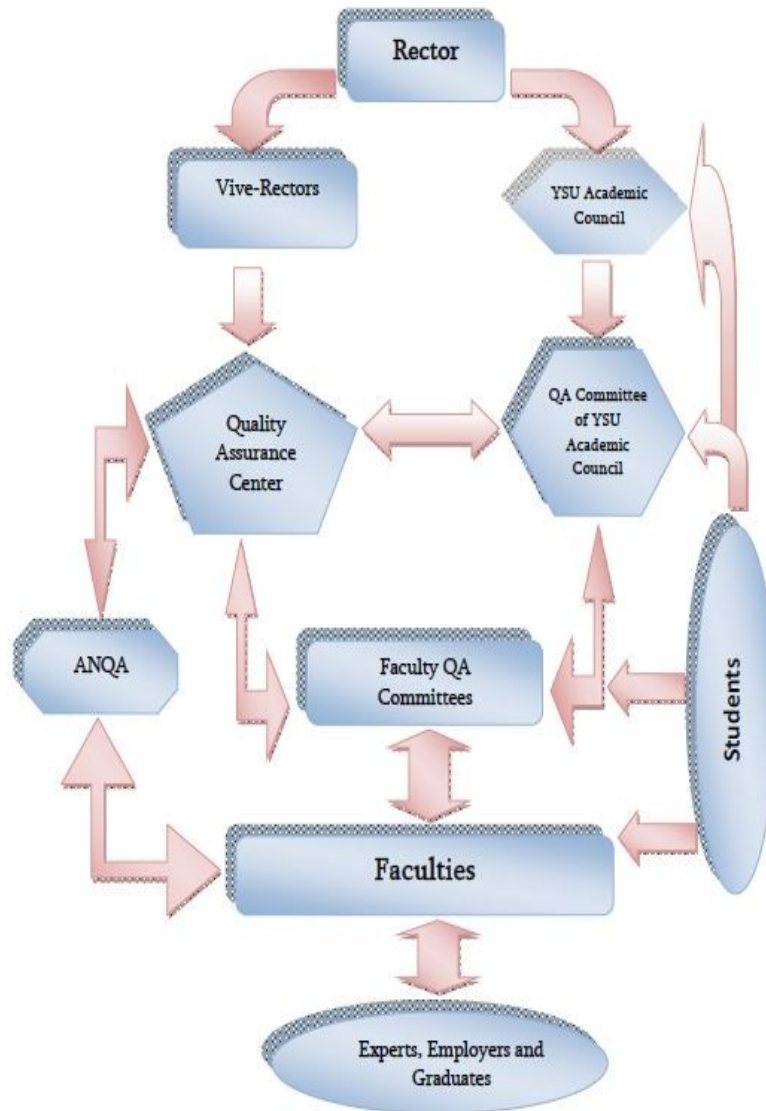 Rector
Vive-Rectors
YSU Academic
Council
Quality
Assurance
Center
QA Committee
of YSU
Academic
Council
ANQA
Faculty QA
Committees
Students
Faculties
Experts, Employers and
Graduates